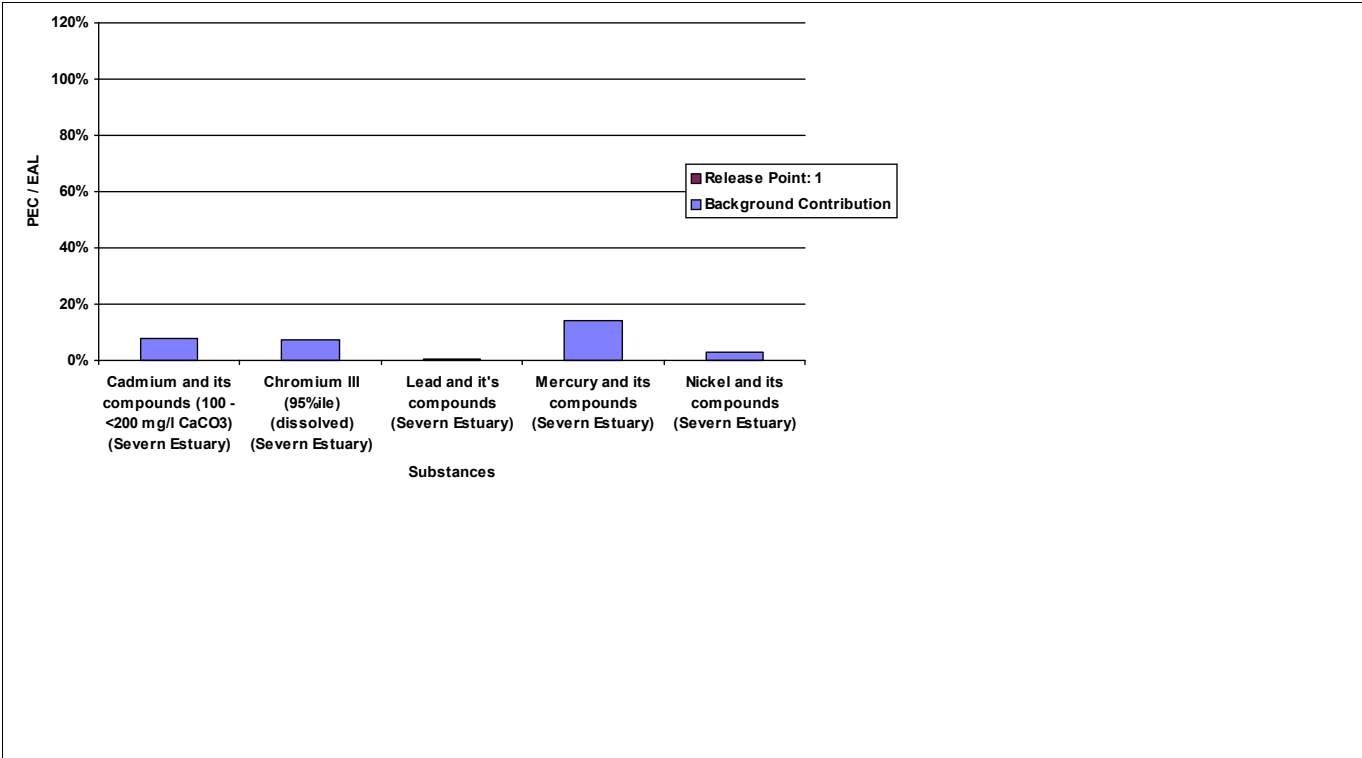 120%
100%
80%
60%
40%
20%
0%
PEC / EAL
Release Point: 1
Background Contribution
Cadmium and its
compounds (100 -
<200 mg/l CaCO3)
(Severn Estuary)
Chromium III
(95%ile)
(dissolved)
(Severn Estuary)
Lead and it's
compounds
(Severn Estuary)
Mercury and its
compounds
(Severn Estuary)
Nickel and its
compounds
(Severn Estuary)
Substances